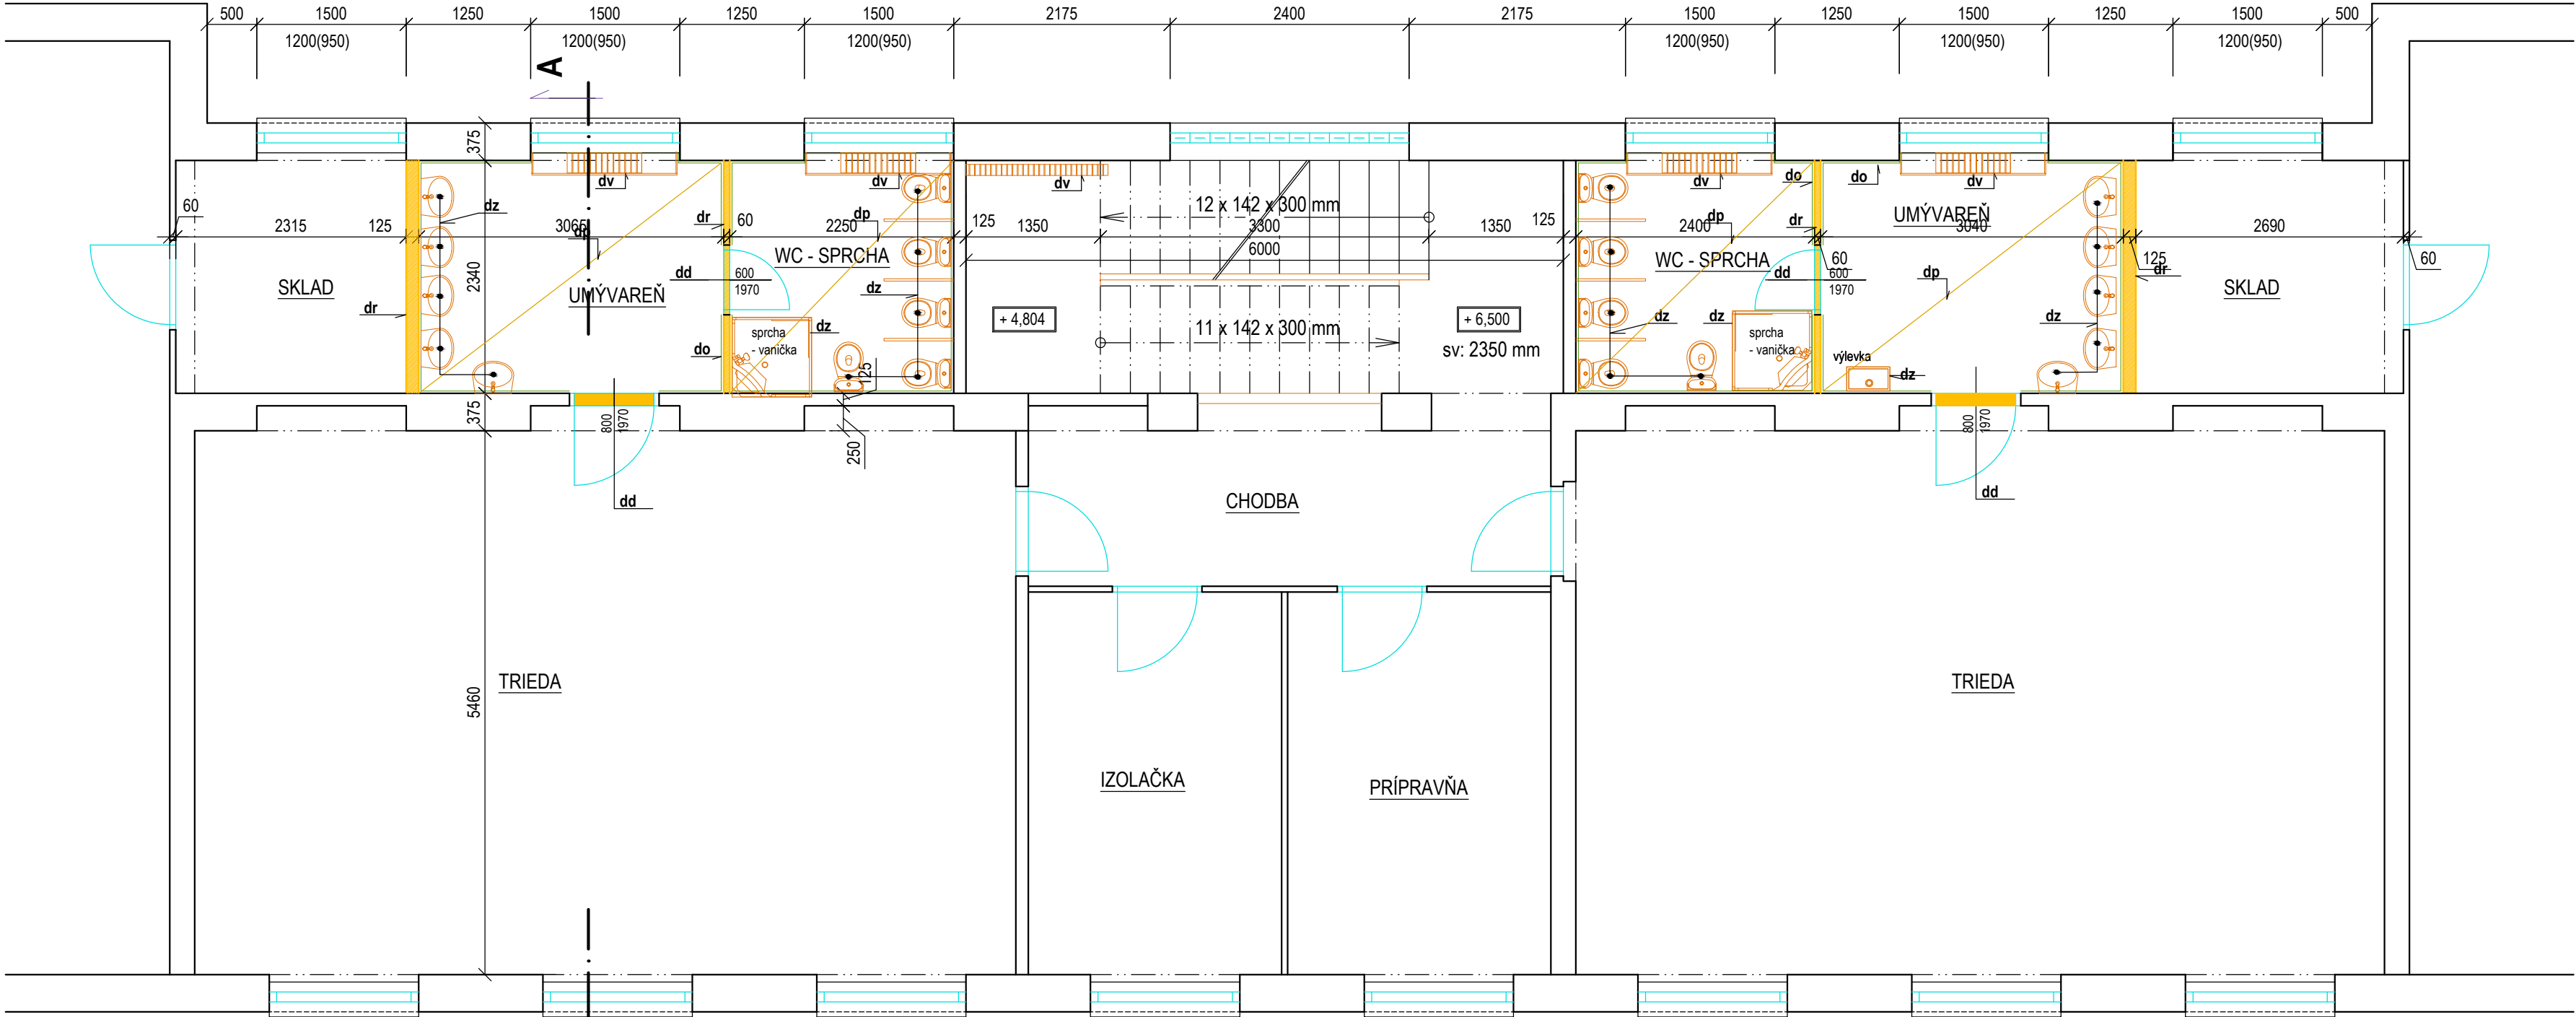 500 1500 1250 1500 1250 1500 2175 2400 2175 1500 1250 1500 1250 1500 500
1200(950) 1200(950) 1200(950) 1200(950) 1200(950) 1200(950)
A
375
dv dv dv dv do do dv
dz dz
60 2315 125 3065 dr 60 2250 dp 125 1350 3300 1350 125 2400 dp dr 3040 2690
12 x 142 x 300 mm
6000
UMÝVAREŇ
WC - SPRCHA
WC - SPRCHA
60
125
dr
60
dd
600
1970
dd
600
1970
dp
dp
2340
SKLAD
UMÝVAREŇ
SKLAD
dr
dz
+ 4,804
11 x 142 x 300 mm
+ 6,500
sv: 2350 mm
dz
dz
dz
sprcha
- vanička
dz
do
sprcha
- vanička
výlevka
dz
125
375
250
800
1970
dd
800
1970
dd
CHODBA
TRIEDA
TRIEDA
5460
IZOLAČKA
PRÍPRAVŇA